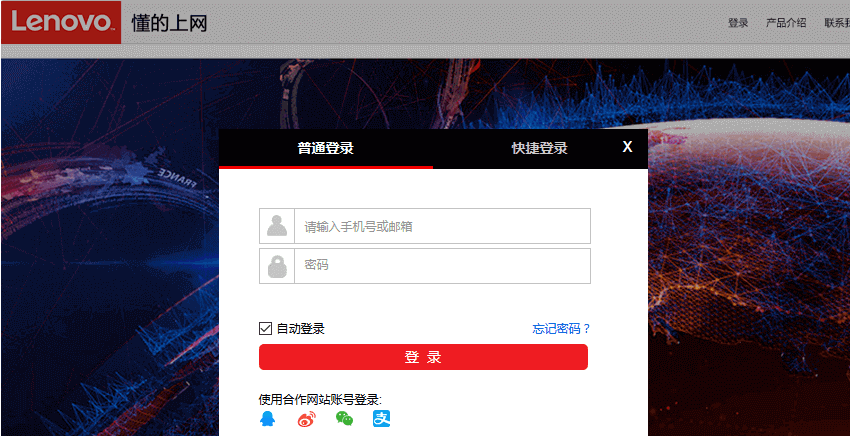 Lenovo™ 懂的上网
登录 产品介绍 联系
FRANCE
普通登录 快捷登录 X
请输入手机号或邮箱
密码
自动登录 忘记密码？
登 录
使用合作网站账号登录:
支